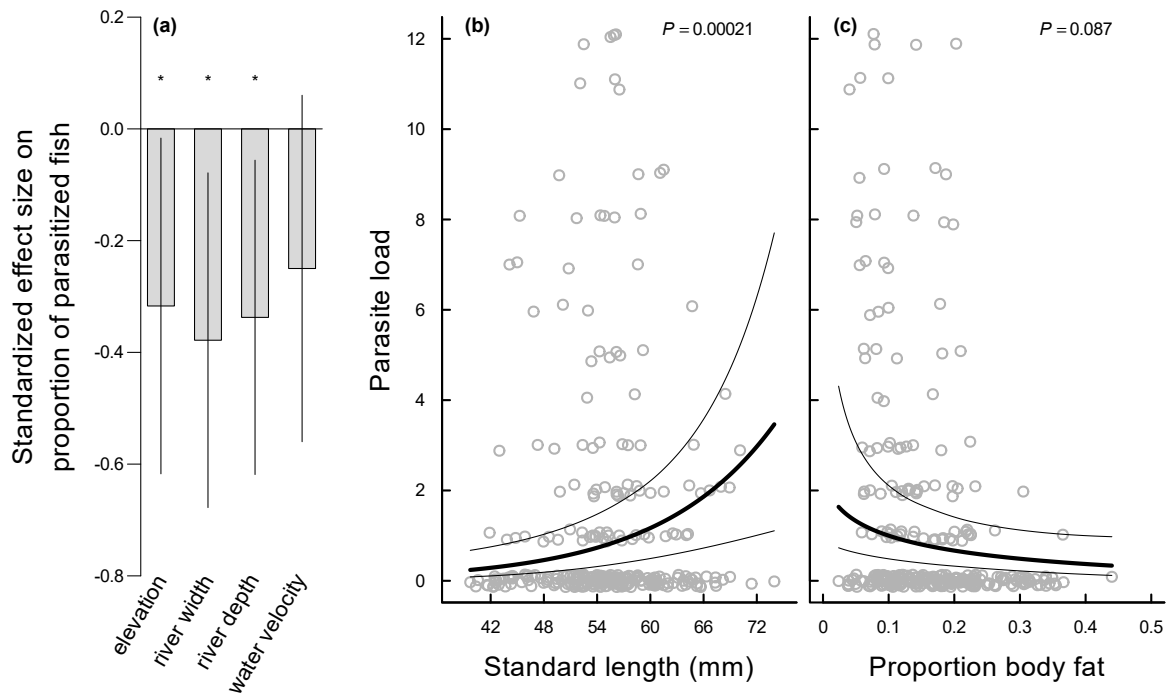 (a)
Standardized effect size on
proportion of parasitized fish
0.2
0.0
-0.2
-0.4
-0.6
-0.8
* * *
elevation
river width
river depth
water velocity
(b)
P = 0.00021
Parasite load
12
10
8
6
4
2
0
42 48 54 60 66 72
Standard length (mm)
(c)
P = 0.087
0 0.1 0.2 0.3 0.4 0.5
Proportion body fat